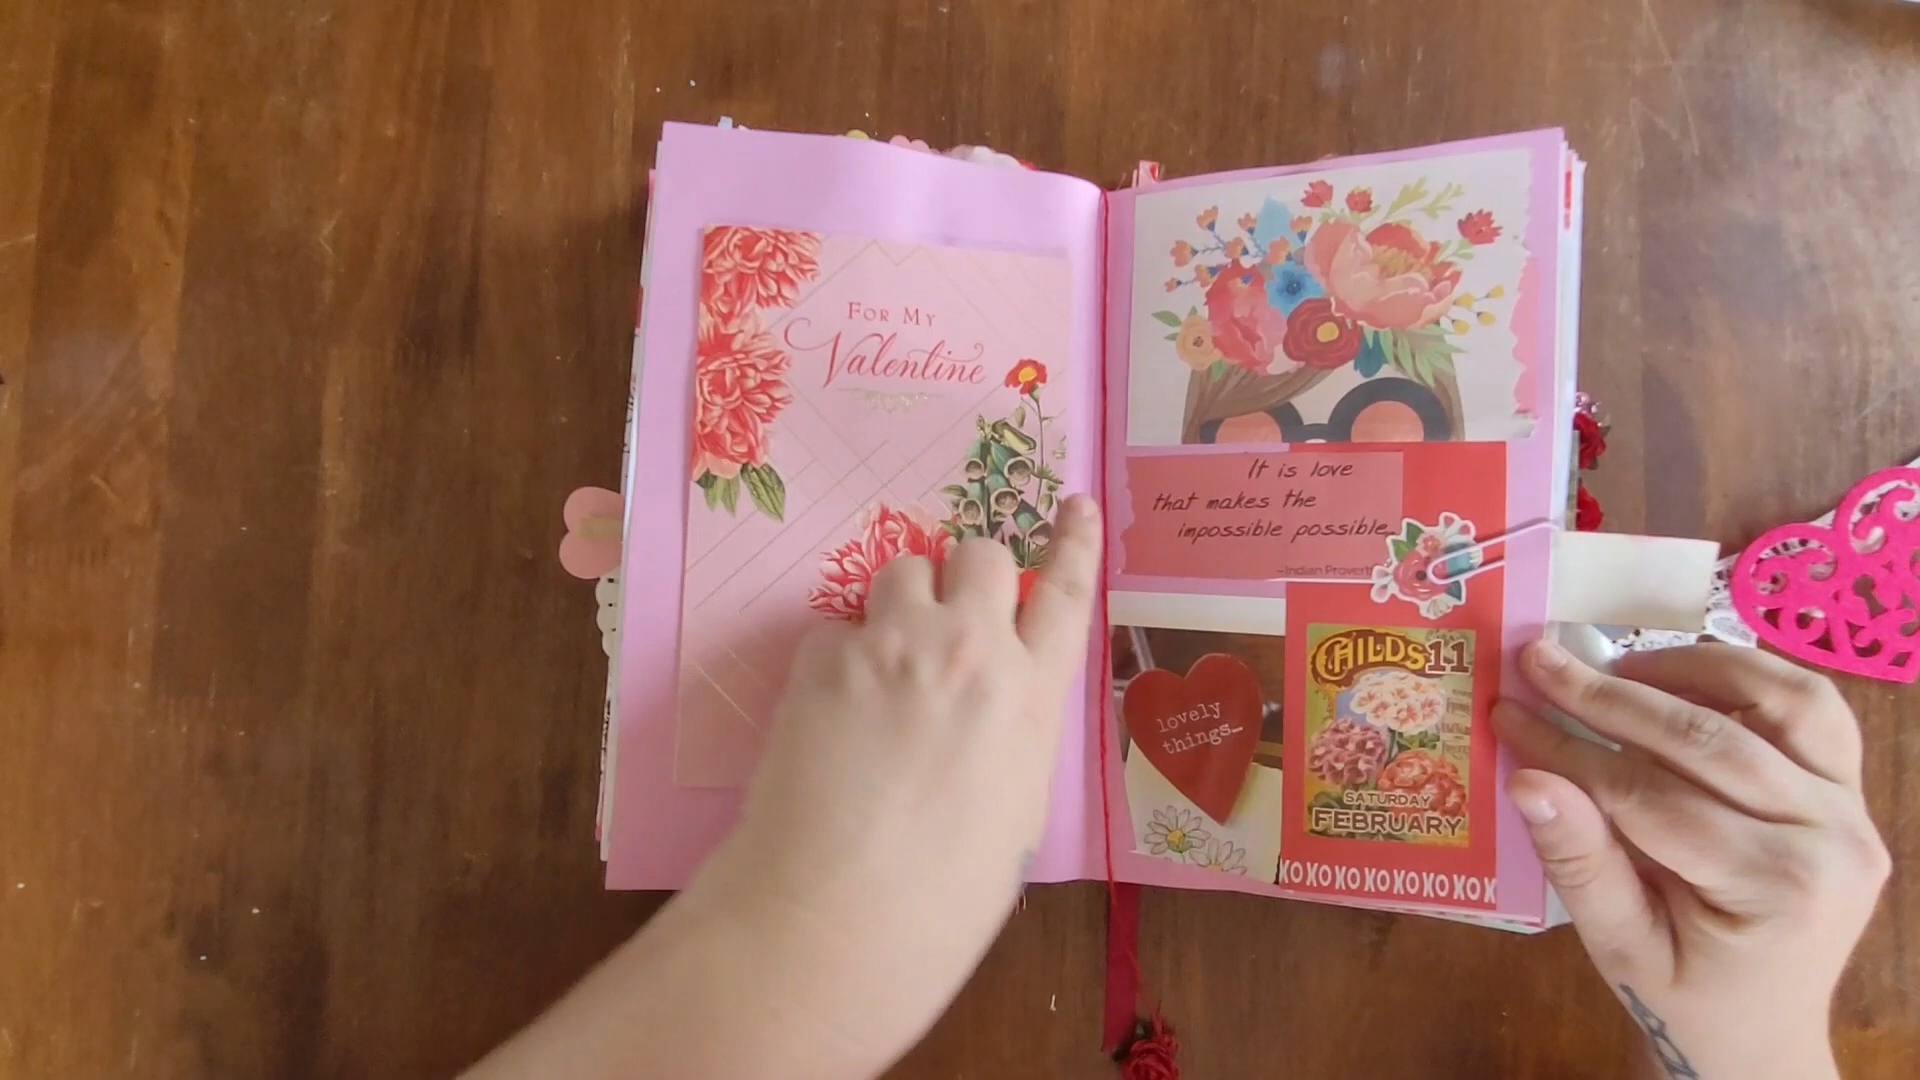 FOR MY
Valentine
It is love
that makes the
impossible possible.
-Indian Proverb
lovely
things...
CHILDS 11
SATURDAY
FEBRUARY
XOXOXOXOXOXOXOX